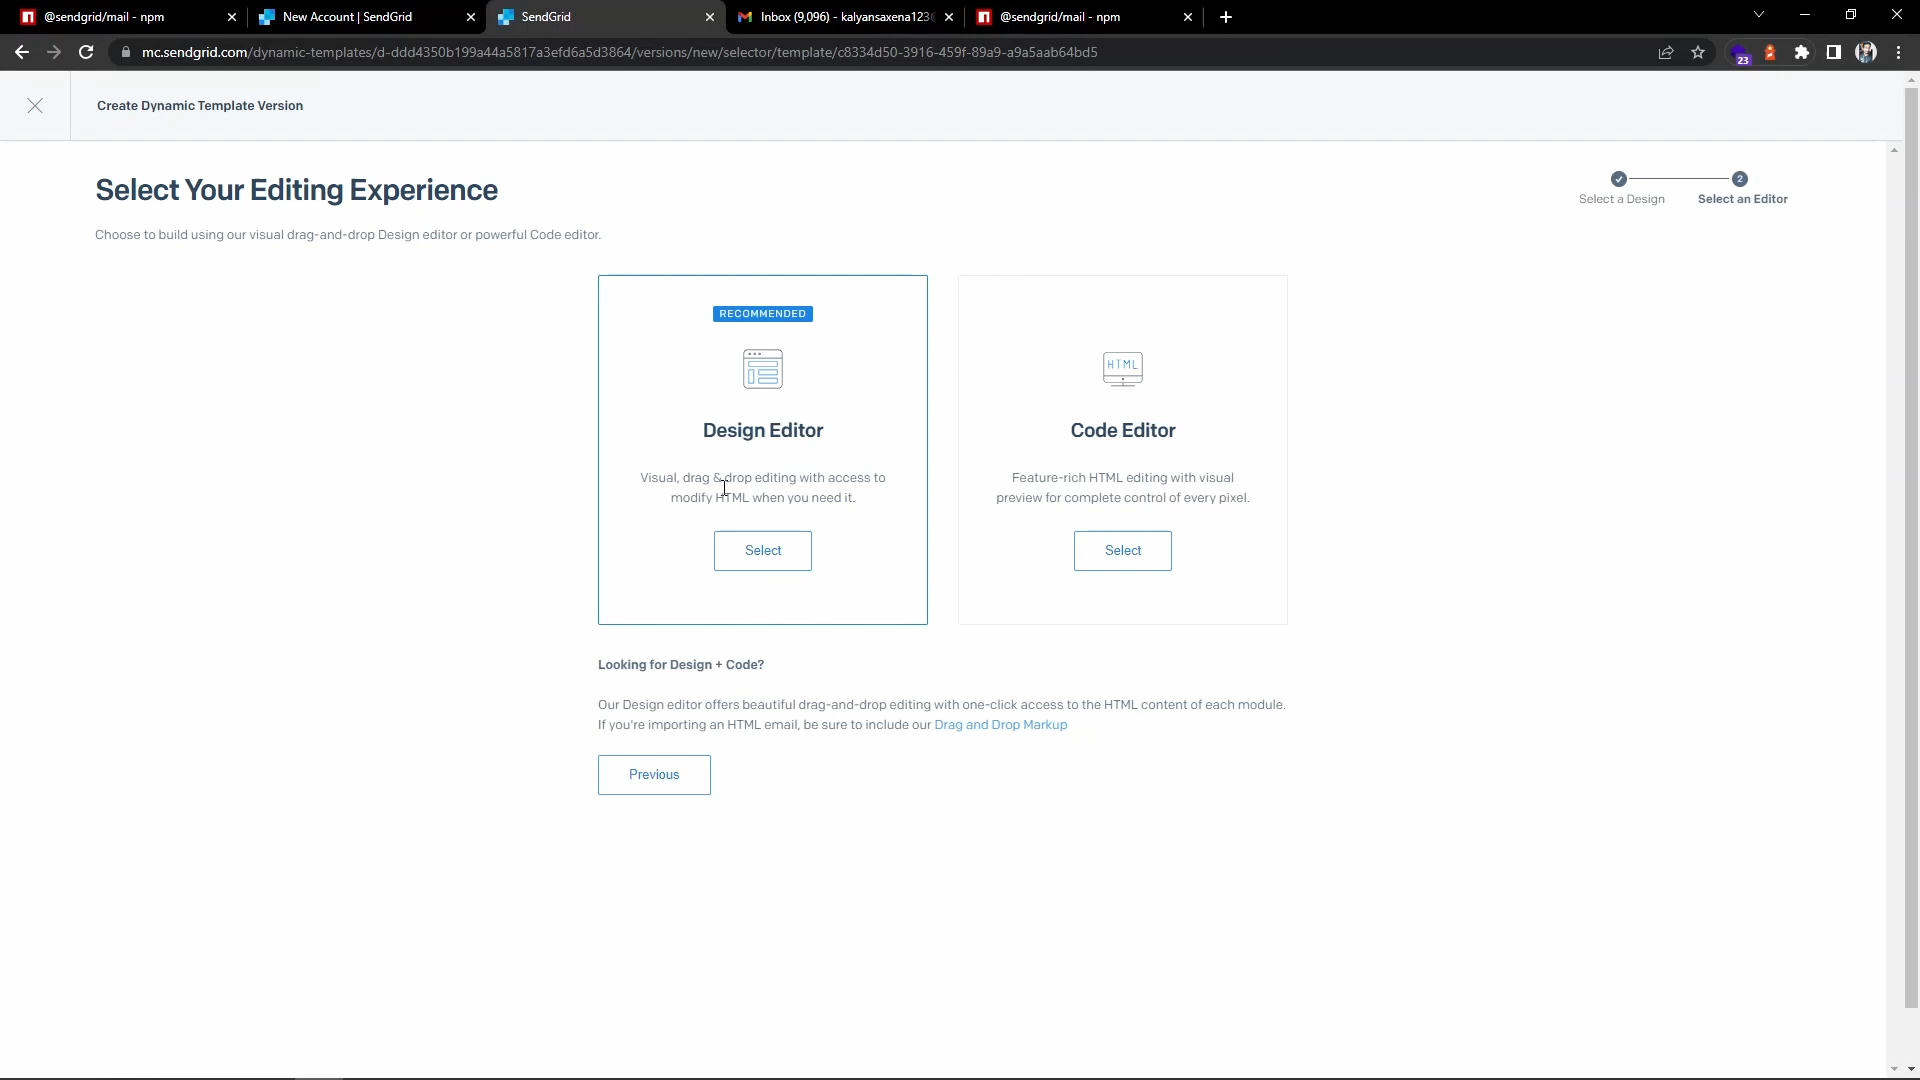 @sendgrid/mail - npm
New Account | SendGrid
SendGrid
Inbox (9,096) - kalyansaxena123
@sendgrid/mail - npm
mc.sendgrid.com/dynamic-templates/d-ddd4350b199a44a5817a3efd6a5d3864/versions/new/selector/template/c8334d50-3916-459f-89a9-a9a5aab64bd5
23
Create Dynamic Template Version
Select Your Editing Experience
2
Select a Design
Select an Editor
Choose to build using our visual drag-and-drop Design editor or powerful Code editor.
RECOMMENDED
HTML
Design Editor
Code Editor
Visual, drag & drop editing with access to
modify HTML when you need it.
Feature-rich HTML editing with visual
preview for complete control of every pixel.
Select
Select
Looking for Design + Code?
Our Design editor offers beautiful drag-and-drop editing with one-click access to the HTML content of each module.
If you're importing an HTML email, be sure to include our Drag and Drop Markup
Previous